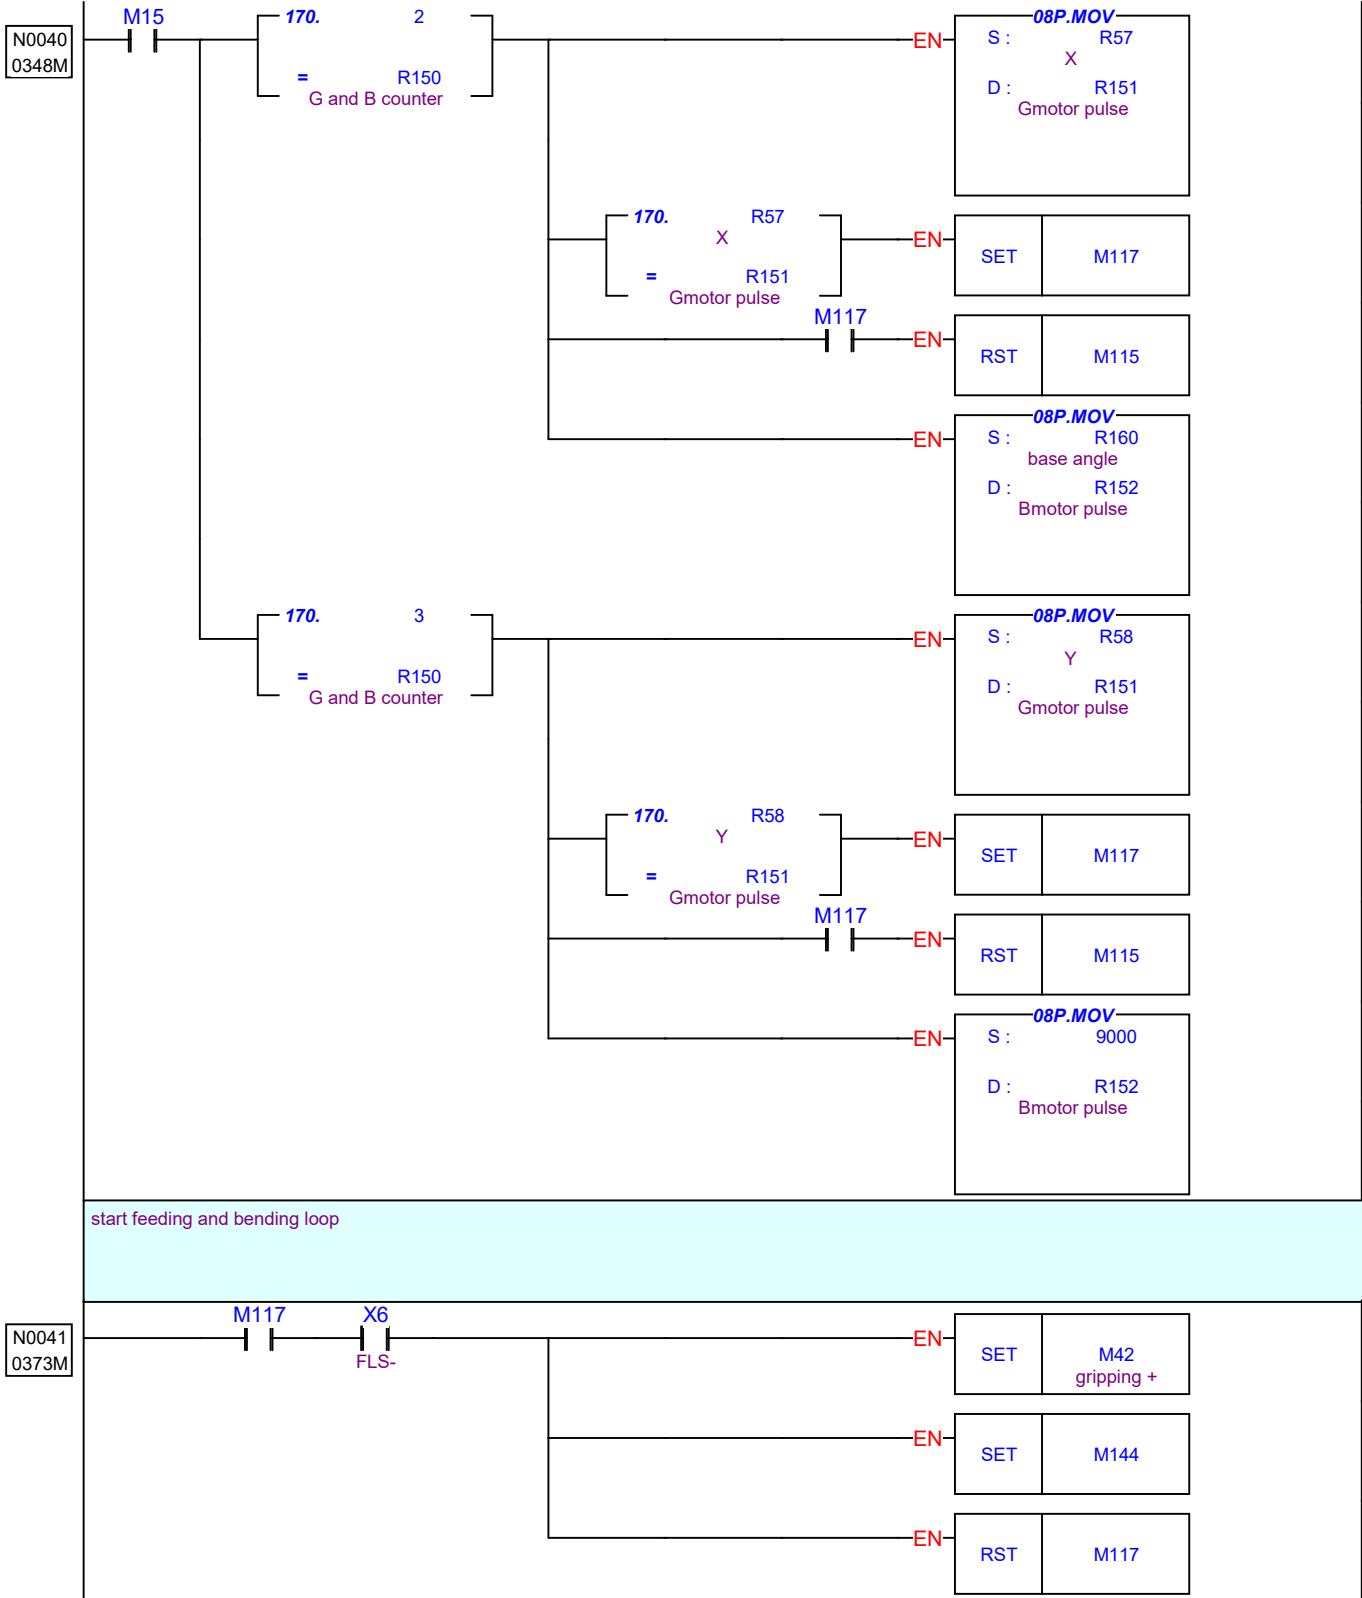 M15
N0040
0348M
170. 2
= R150
G and B counter
EN
08P.MOV
S : R57
X
D : R151
Gmotor pulse
170. R57
X
= R151
Gmotor pulse
EN
SET M117
M117
EN
RST M115
EN
08P.MOV
S : R160
base angle
D : R152
Bmotor pulse
170. 3
= R150
G and B counter
EN
08P.MOV
S : R58
Y
D : R151
Gmotor pulse
170. R58
Y
= R151
Gmotor pulse
EN
SET M117
M117
EN
RST M115
EN
08P.MOV
S : 9000
D : R152
Bmotor pulse
start feeding and bending loop
N0041
0373M
M117
X6
FLS-
EN
SET M42
gripping +
EN
SET M144
EN
RST M117